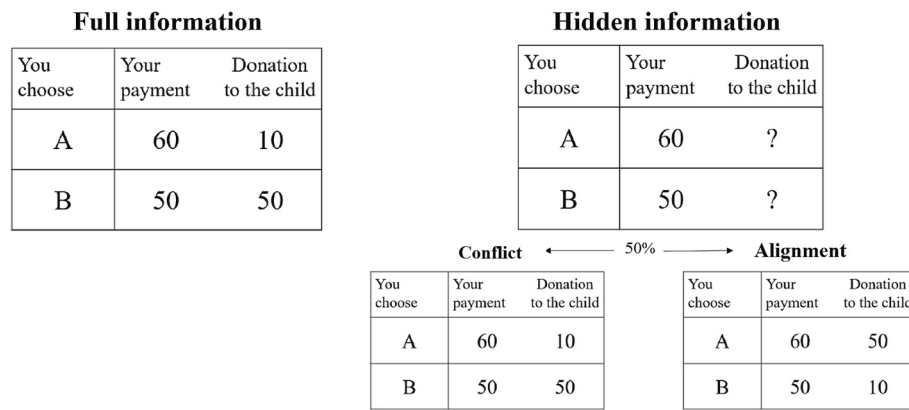 Full information
You choose Your payment Donation to the child
A 60 10
B 50 50
Hidden information
You choose Your payment Donation to the child
A 60 ?
B 50 ?
Conflict 50% Alignment
You choose Your payment Donation to the child
A 60 10
B 50 50
You choose Your payment Donation to the child
A 60 50
B 50 10